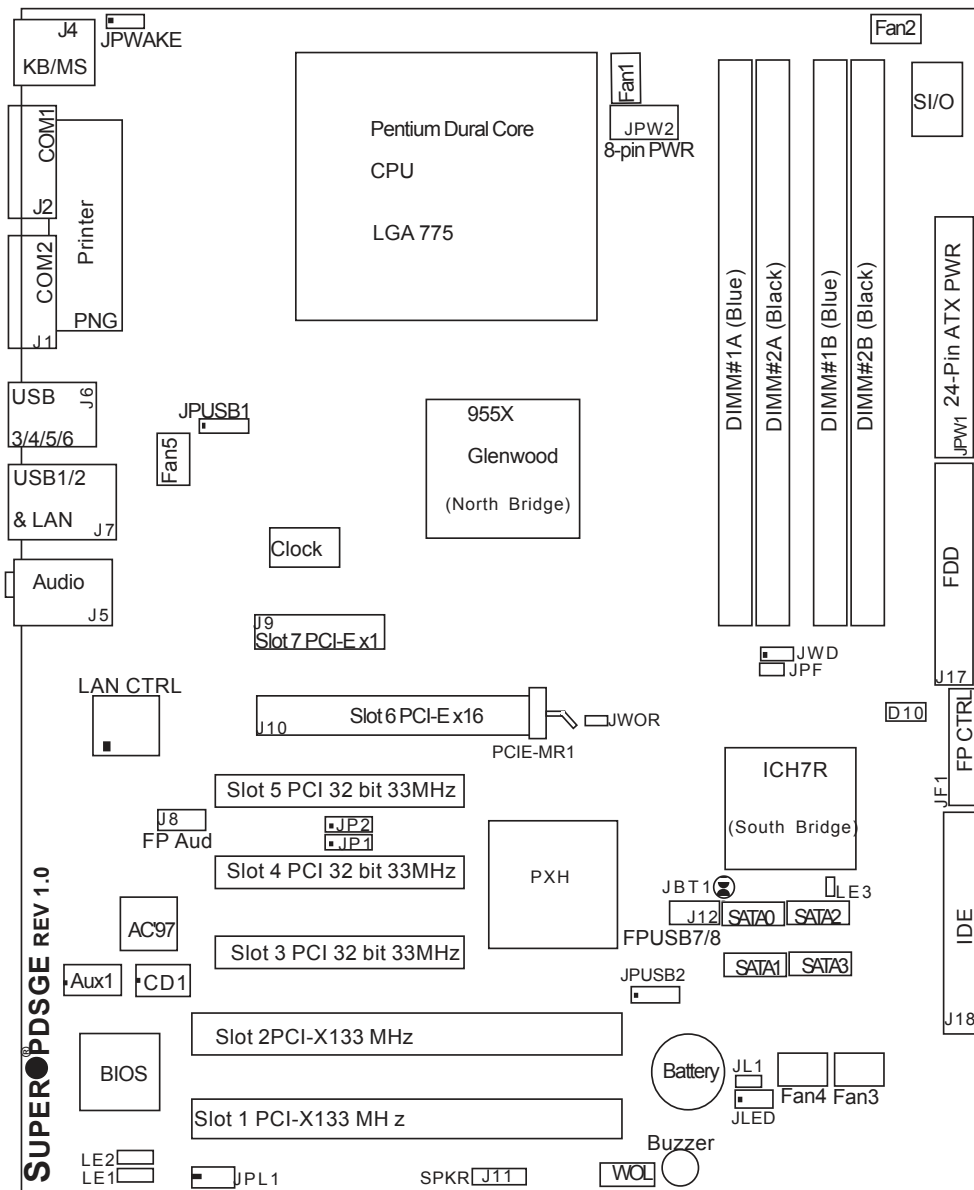 J4
KB/MS
JPWAKE
Fan2
Fan1
JPW2
8-pin PWR
SI/O
Pentium Dural Core
CPU
LGA 775
COM1
J2
Printer
COM2
J1
PNG
DIMM#1A (Blue)
DIMM#2A (Black)
DIMM#1B (Blue)
DIMM#2B (Black)
JPW1
24-Pin ATX PWR
USB
J6
3/4/5/6
JPUSB1
Fan5
955X
Glenwood
(North Bridge)
USB1/2
& LAN
J7
Clock
FDD
J17
Audio
J5
J9
Slot 7 PCI-E x1
JWD
JPF
LAN CTRL
J10
Slot 6 PCI-E x16
PCIE-MR1
JWOR
D10
FP CTRL
JF1
ICH7R
(South Bridge)
Slot 5 PCI 32 bit 33MHz
J8
FP Aud
JP2
JP1
Slot 4 PCI 32 bit 33MHz
PXH
JBT1
LE3
J12
FPUSB7/8
SATA0
SATA2
SATA1
SATA3
IDE
J18
AC'97
Slot 3 PCI 32 bit 33MHz
Aux1
CD1
JPUSB2
SUPER®PDSGE REV 1.0
BIOS
Slot 2PCI-X133 MHz
Battery
JL1
JLED
Fan4
Fan3
Slot 1 PCI-X133 MH z
Buzzer
LE2
LE1
JPL1
SPKR
J11
WOL